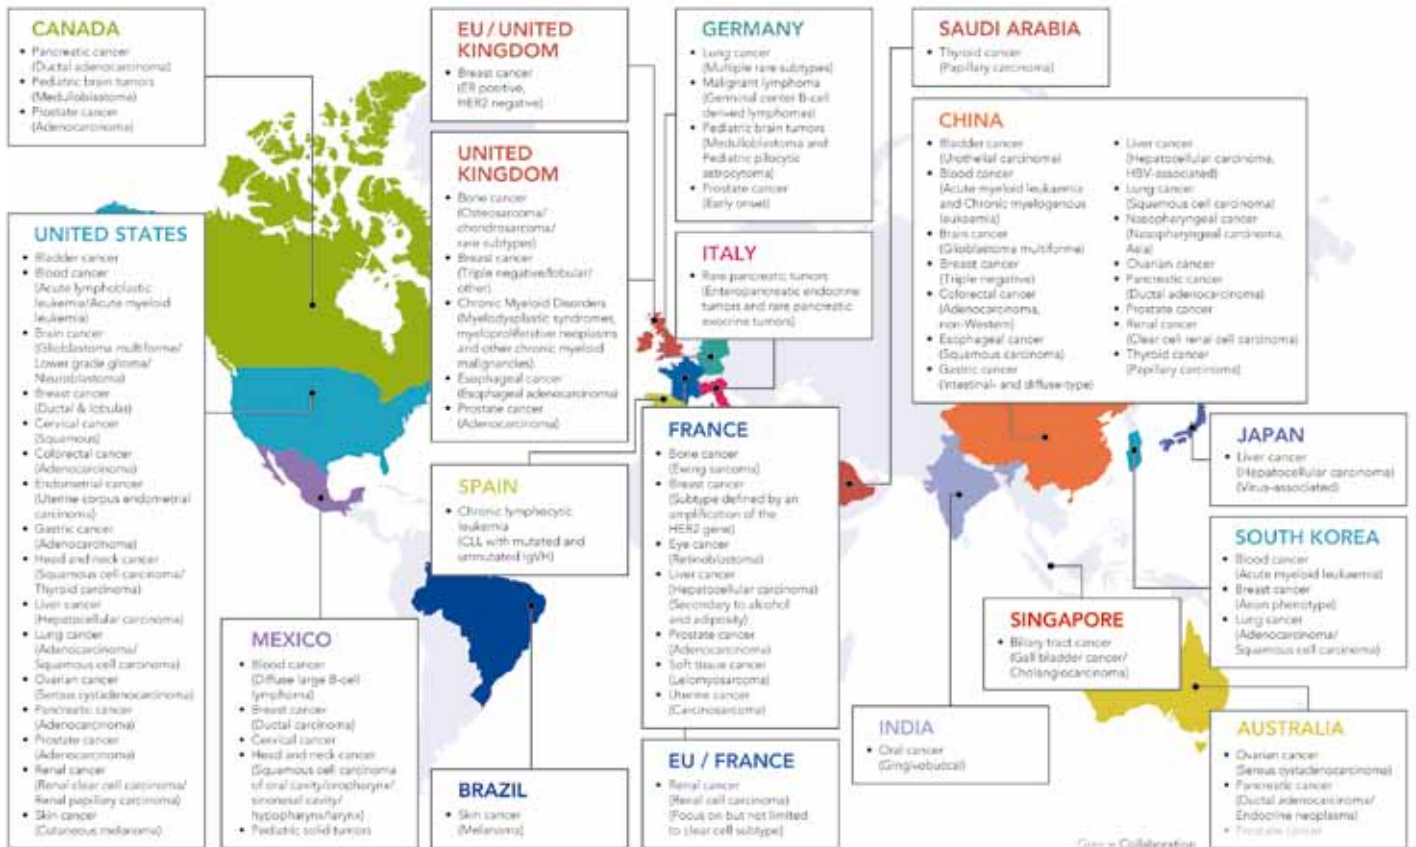 CANADA
• Pancreatic cancer
(Ductal adenocarcinoma)
• Pediatric brain tumors
(Medulloblastoma)
• Prostate cancer
(Adenocarcinoma)
UNITED STATES
• Bladder cancer
• Blood cancer
(Acute lymphoblastic
leukemia/Acute myeloid
leukemia)
• Brain cancer
(Glioblastoma multiforme/
Lower grade glioma/
Neuroblastoma)
• Breast cancer
(Ductal & lobular)
• Cervical cancer
(Squamous)
• Colorectal cancer
(Adenocarcinoma)
• Endometrial cancer
(Uterine corpus endometrial
carcinoma)
• Gastric cancer
(Adenocarcinoma)
• Head and neck cancer
(Squamous cell carcinoma/
Thyroid carcinoma)
• Liver cancer
(Hepatocellular carcinoma)
• Lung cancer
(Adenocarcinoma/
Squamous cell carcinoma)
• Ovarian cancer
(Serous cystadenocarcinoma)
• Pancreatic cancer
(Adenocarcinoma)
• Prostate cancer
(Adenocarcinoma)
• Renal cancer
(Renal clear cell carcinoma/
Renal papillary carcinoma)
• Skin cancer
(Cutaneous melanoma)
MEXICO
• Blood cancer
(Diffuse large B-cell
lymphoma)
• Breast cancer
(Ductal carcinoma)
• Cervical cancer
• Head and neck cancer
(Squamous cell carcinoma
of oral cavity/oropharynx/
sinonasal cavity/
hypopharynx/larynx)
• Pediatric solid tumors
EU / UNITED
KINGDOM
• Breast cancer
(ER positive,
HER2 negative)
UNITED
KINGDOM
• Bone cancer
(Osteosarcoma/
chondrosarcoma/
rare subtypes)
• Breast cancer
(Triple negative/lobular/
other)
• Chronic Myeloid Disorders
(Myelodysplastic syndromes,
myeloproliferative neoplasms
and other chronic myeloid
malignancies)
• Esophageal cancer
(Esophageal adenocarcinoma)
• Prostate cancer
(Adenocarcinoma)
SPAIN
• Chronic lymphocytic
leukemia
(CLL with mutated and
unmutated IgVH)
BRAZIL
• Skin cancer
(Melanoma)
GERMANY
• Lung cancer
(Multiple rare subtypes)
• Malignant lymphoma
(Germinal center B-cell
derived lymphomas)
• Pediatric brain tumors
(Medulloblastoma and
Pediatric pilocytic
astrocytoma)
• Prostate cancer
(Early onset)
ITALY
• Rare pancreatic tumors
(Enteropancreatic endocrine
tumors and rare pancreatic
exocrine tumors)
FRANCE
• Bone cancer
(Ewing sarcoma)
• Breast cancer
(Subtype defined by an
amplification of the
HER2 gene)
• Eye cancer
(Retinoblastoma)
• Liver cancer
(Hepatocellular carcinoma)
(Secondary to alcohol
and adiposity)
• Prostate cancer
(Adenocarcinoma)
• Soft tissue cancer
(Leiomyosarcoma)
• Uterine cancer
(Carcinosarcoma)
EU / FRANCE
• Renal cancer
(Renal cell carcinoma)
(Focus on but not limited
to clear cell subtype)
SAUDI ARABIA
• Thyroid cancer
(Papillary carcinoma)
CHINA
• Bladder cancer
(Urothelial carcinoma)
• Blood cancer
(Acute myeloid leukaemia
and Chronic myelogenous
leukaemia)
• Brain cancer
(Glioblastoma multiforme)
• Breast cancer
(Triple negative)
• Colorectal cancer
(Adenocarcinoma,
non-Western)
• Esophageal cancer
(Squamous carcinoma)
• Gastric cancer
(Intestinal- and diffuse-type)
• Liver cancer
(Hepatocellular carcinoma,
HBV-associated)
• Lung cancer
(Squamous cell carcinoma)
• Nasopharyngeal cancer
(Nasopharyngeal carcinoma,
Asia)
• Ovarian cancer
• Pancreatic cancer
(Ductal adenocarcinoma)
• Prostate cancer
• Renal cancer
(Clear cell renal cell carcinoma)
• Thyroid cancer
(Papillary carcinoma)
JAPAN
• Liver cancer
(Hepatocellular carcinoma)
(Virus-associated)
SOUTH KOREA
• Blood cancer
(Acute myeloid leukaemia)
• Breast cancer
(Asian phenotype)
• Lung cancer
(Adenocarcinoma/
Squamous cell carcinoma)
SINGAPORE
• Biliary tract cancer
(Gall bladder cancer/
Cholangiocarcinoma)
INDIA
• Oral cancer
(Gingivobuccal)
AUSTRALIA
• Ovarian cancer
(Serous cystadenocarcinoma)
• Pancreatic cancer
(Ductal adenocarcinoma/
Endocrine neoplasms)
• Prostate cancer
Grey = Collaboration